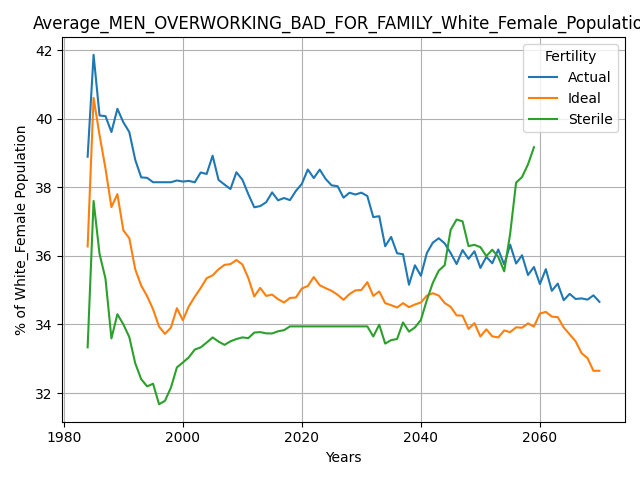 Average_MEN_OVERWORKING_BAD_FOR_FAMILY_White_Female_Populatio
Fertility
Actual
Ideal
Sterile
% of White_Female Population
42
40
38
36
34
32
1980
2000
2020
2040
2060
Years